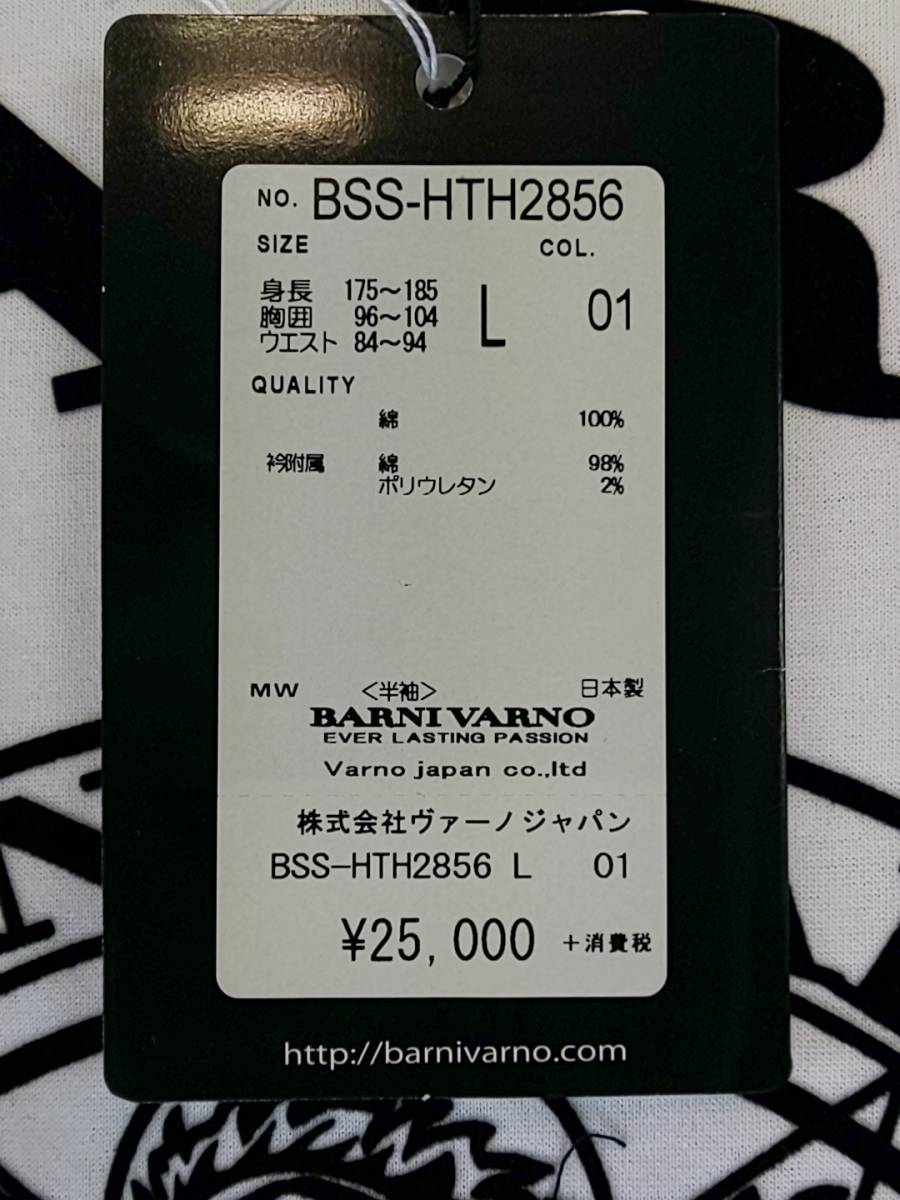 NO. BSS-HTH2856
SIZE COL.
身長 175～185
胸囲 96～104 L 01
ウエスト 84～94
QUALITY
綿 100%
衿附属 綿 98%
ポリウレタン 2%
MW <半袖> 日本製
BARNI VARNO
EVER LASTING PASSION
Varno japan co.,ltd
株式会社ヴァーノジャパン
BSS-HTH2856 L 01
¥25,000 +消費税
http://barnivarno.com